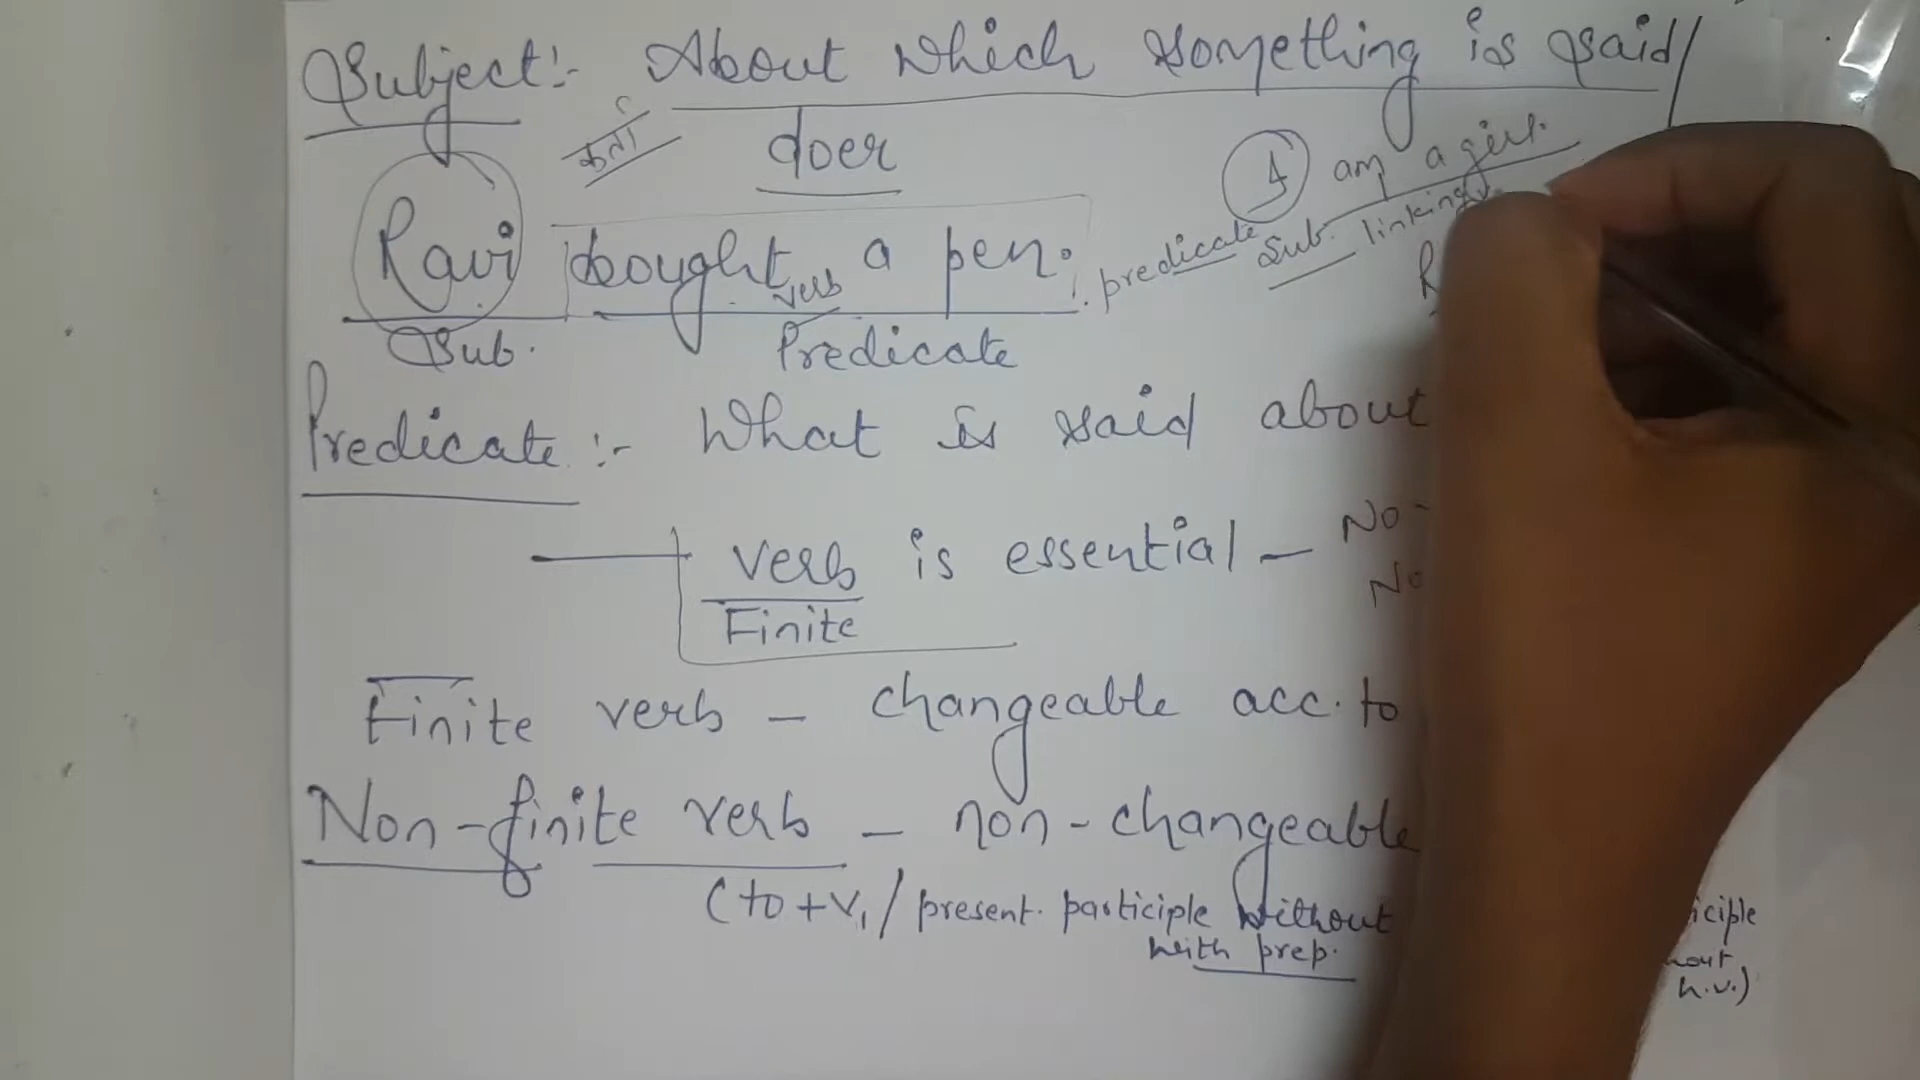 Subject :- About which something is said/
कर्ता
doer
I am a girl.
Sub. linking
Ravi bought a pen.
verb
predicate
Sub.
Predicate
Predicate :- What is said about
verb is essential - No-
Finite
No
Finite verb - changeable acc. to
Non-finite verb - non-changeable
(to + V1 / present. participle without
with prep.
h.v.)